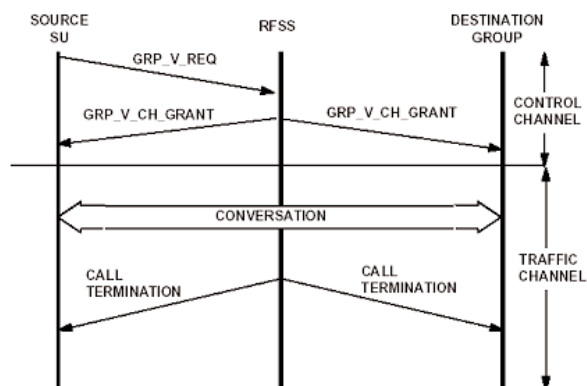 SOURCE
SU
RFSS
DESTINATION
GROUP
GRP_V_REQ
GRP_V_CH_GRANT
GRP_V_CH_GRANT
CONTROL
CHANNEL
CONVERSATION
CALL
TERMINATION
CALL
TERMINATION
TRAFFIC
CHANNEL